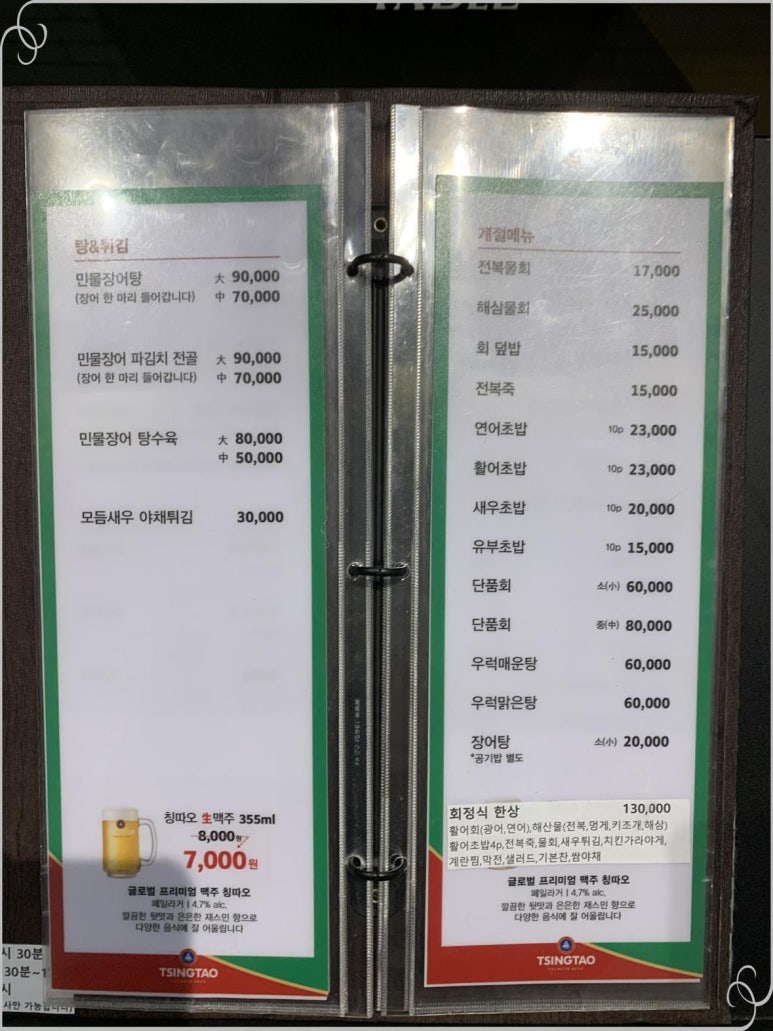 TABLE
탕&튀김
민물장어탕 大 90,000
(장어 한 마리 들어갑니다) 中 70,000
민물장어 파김치 전골 大 90,000
(장어 한 마리 들어갑니다) 中 70,000
민물장어 탕수육 大 80,000
中 50,000
모듬새우 야채튀김 30,000
칭따오 生맥주 355ml
8,000원
7,000원
글로벌 프리미엄 맥주 칭따오
페일라거 | 4.7% alc.
깔끔한 뒷맛과 은은한 재스민 향으로
다양한 음식에 잘 어울립니다
TSINGTAO
시 30분
30분~1
시
계절메뉴
전복물회 17,000
해삼물회 25,000
회 덮밥 15,000
전복죽 15,000
연어초밥 10p 23,000
활어초밥 10p 23,000
새우초밥 10p 20,000
유부초밥 10p 15,000
단품회 소(小) 60,000
단품회 중(中) 80,000
우럭매운탕 60,000
우럭맑은탕 60,000
장어탕 소(小) 20,000
*공기밥 별도
회정식 한상 130,000
활어회(광어,연어),해산물(전복,멍게,키조개,해삼)
활어초밥4p,전복죽,물회,새우튀김,치킨가라아게,
계란찜,막전,샐러드,기본찬,쌈야채
글로벌 프리미엄 맥주 칭따오
페일라거 | 4.7% alc.
깔끔한 뒷맛과 은은한 재스민 향으로
다양한 음식에 잘 어울립니다
TSINGTAO